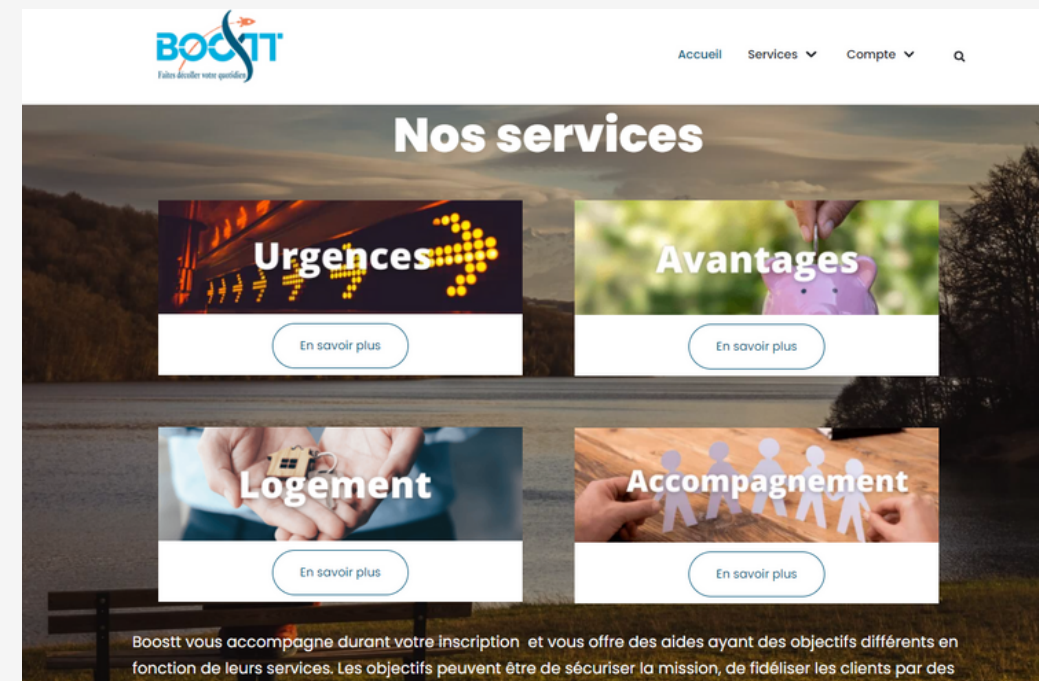 BOOSTT
Faites décoller votre quotidien
Accueil Services Compte
Nos services
Urgences
Avantages
En savoir plus
En savoir plus
Logement
Accompagnement
En savoir plus
En savoir plus
Boostt vous accompagne durant votre inscription et vous offre des aides ayant des objectifs différents en
fonction de leurs services. Les objectifs peuvent être de sécuriser la mission, de fidéliser les clients par des